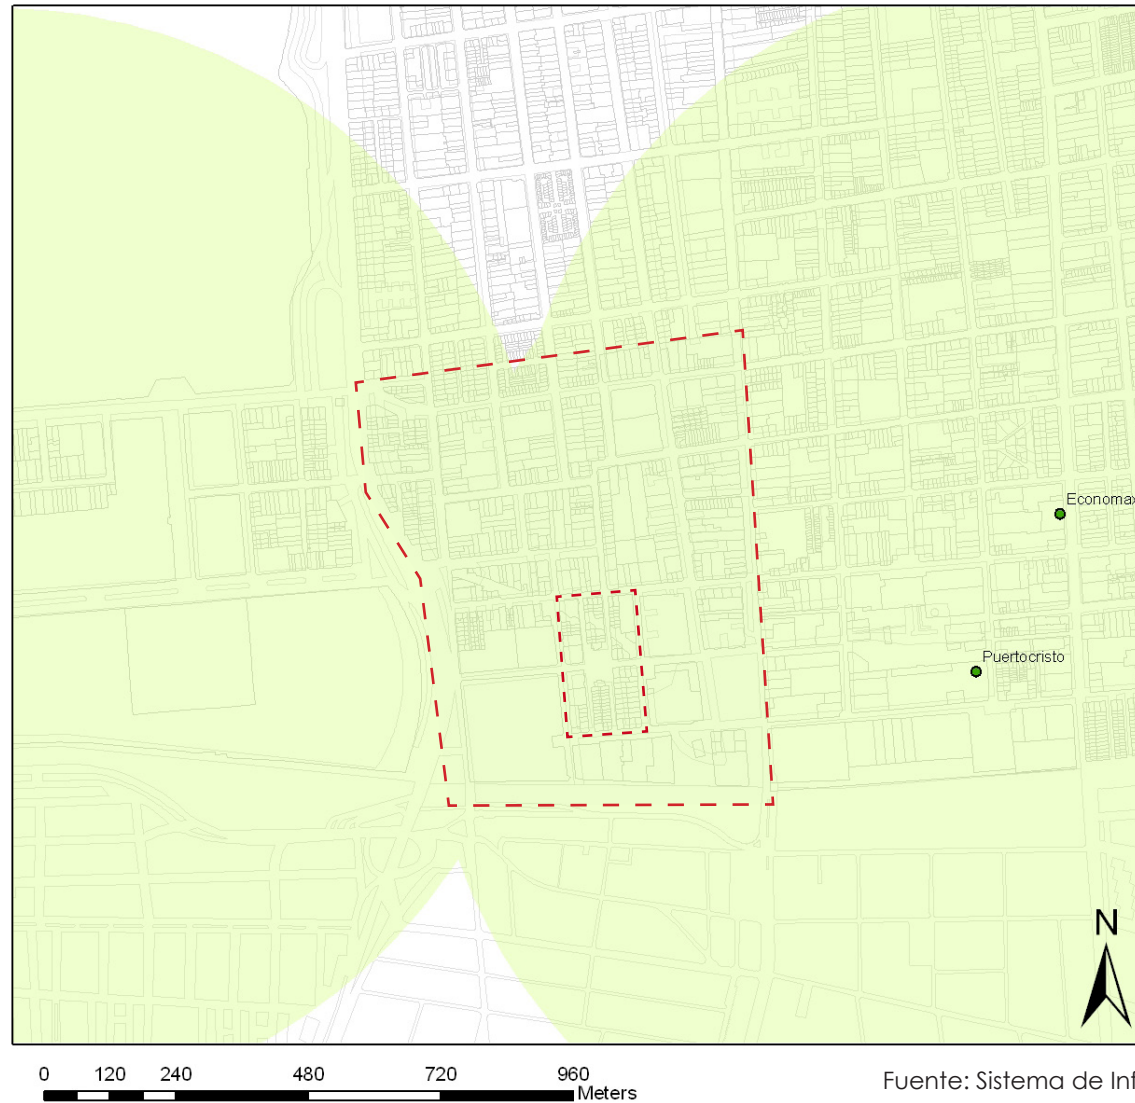 Economax
Puertocristo
N
0 120 240 480 720 960
Meters
Fuente: Sistema de Inf